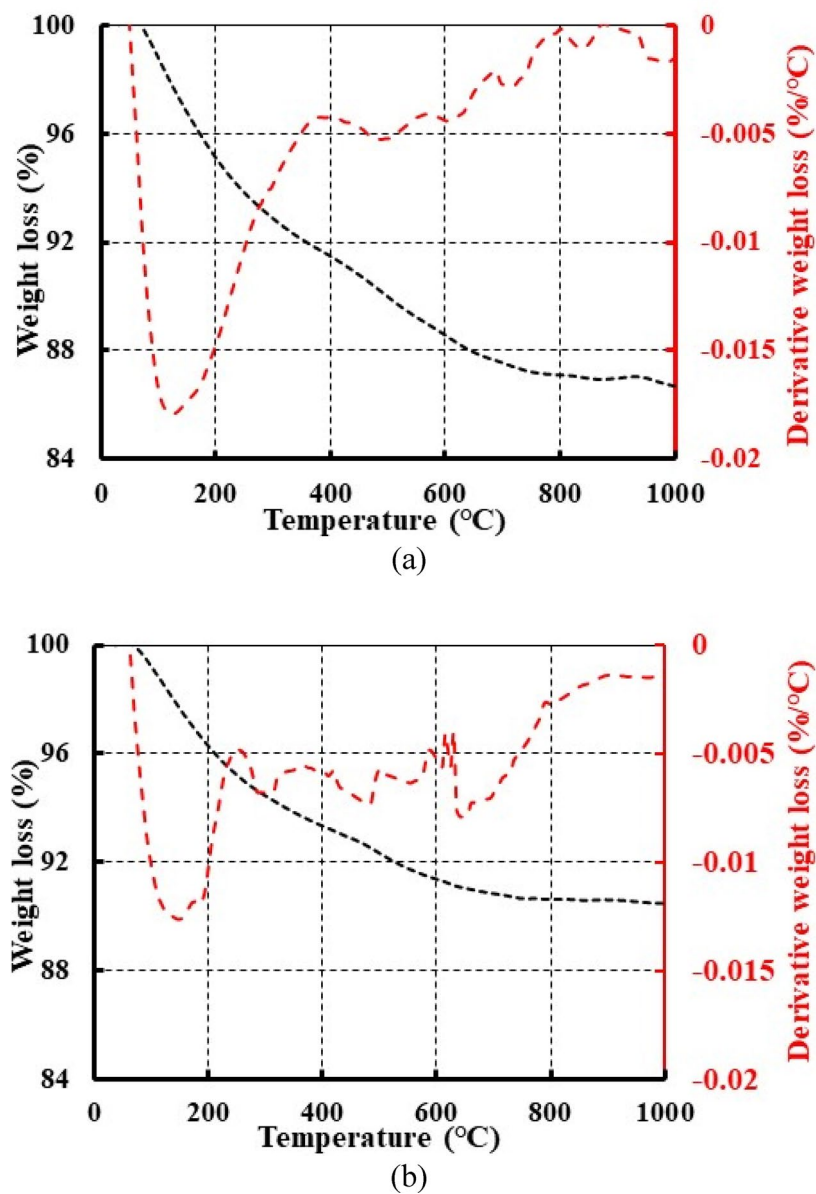 100
96
92
88
84
Weight loss (%)
0
-0.005
-0.01
-0.015
-0.02
Derivative weight loss (%/°C)
0 200 400 600 800 1000
Temperature (°C)
(a)
100
96
92
88
84
Weight loss (%)
0
-0.005
-0.01
-0.015
-0.02
Derivative weight loss (%/°C)
0 200 400 600 800 1000
Temperature (°C)
(b)